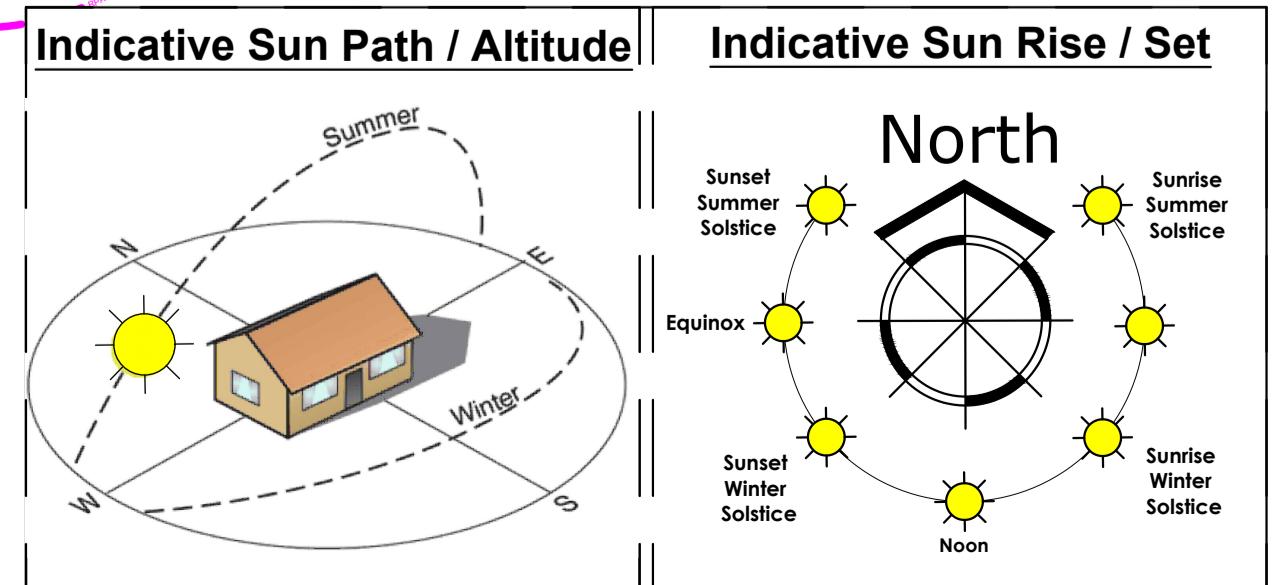 Indicative Sun Path / Altitude
Summer
N
E
Winter
W
S
Indicative Sun Rise / Set
North
Sunset
Summer
Solstice
Sunrise
Summer
Solstice
Equinox
Sunset
Winter
Solstice
Sunrise
Winter
Solstice
Noon